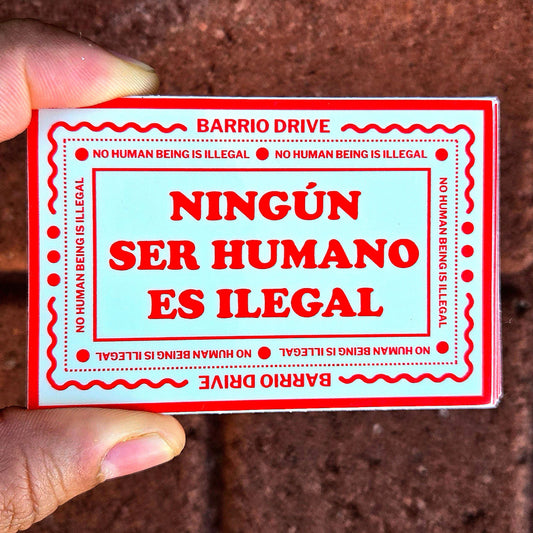 BARRIO DRIVE
NO HUMAN BEING IS ILLEGAL ● NO HUMAN BEING IS ILLEGAL
NO HUMAN BEING IS ILLEGAL
NINGÚN
SER HUMANO
ES ILEGAL
NO HUMAN BEING IS ILLEGAL
NO HUMAN BEING IS ILLEGAL ● NO HUMAN BEING IS ILLEGAL
BARRIO DRIVE